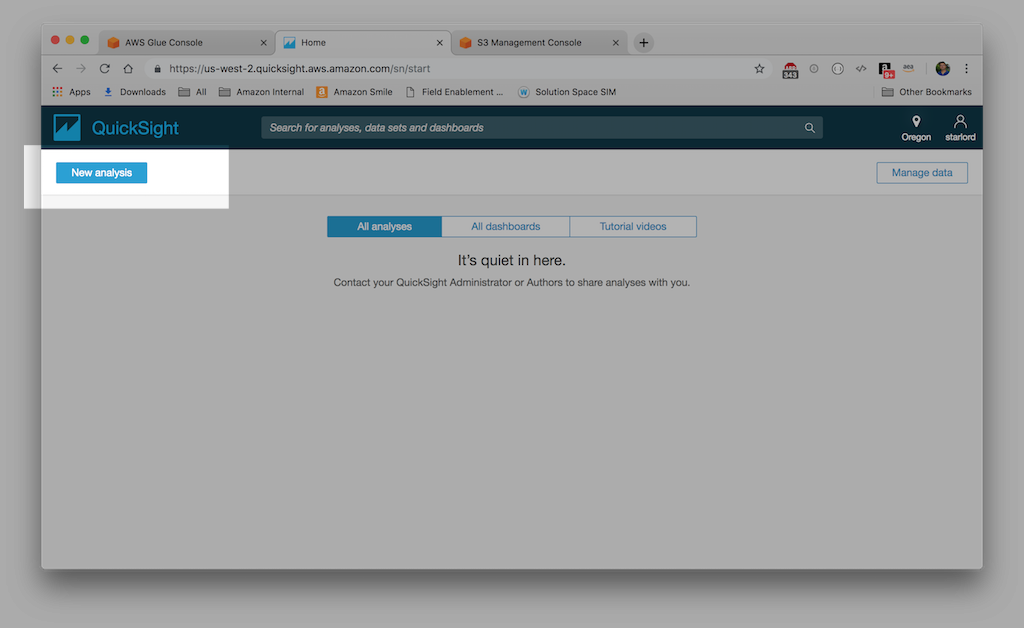 AWS Glue Console
Home
S3 Management Console
https://us-west-2.quicksight.aws.amazon.com/sn/start
343
a
9+
aea
Apps
Downloads
All
Amazon Internal
a
Amazon Smile
Field Enablement ...
W
Solution Space SIM
Other Bookmarks
QuickSight
Search for analyses, data sets and dashboards
Oregon
starlord
New analysis
Manage data
All analyses
All dashboards
Tutorial videos
It's quiet in here.
Contact your QuickSight Administrator or Authors to share analyses with you.